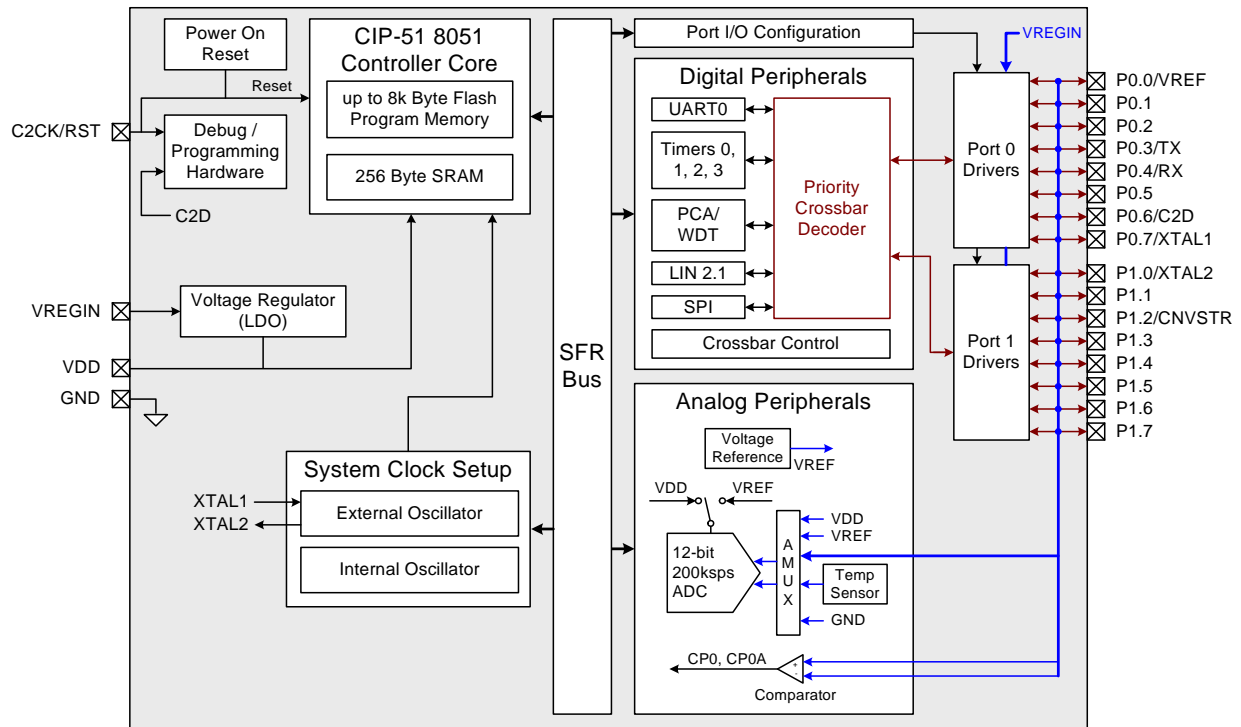 Power On
Reset
Reset
C2CK/RST
Debug /
Programming
Hardware
C2D
VREGIN
Voltage Regulator
(LDO)
VDD
GND
CIP-51 8051
Controller Core
up to 8k Byte Flash
Program Memory
256 Byte SRAM
System Clock Setup
XTAL1
XTAL2
External Oscillator
Internal Oscillator
SFR
Bus
Port I/O Configuration
Digital Peripherals
UART0
Timers 0,
1, 2, 3
PCA/
WDT
LIN 2.1
SPI
Priority
Crossbar
Decoder
Crossbar Control
Analog Peripherals
Voltage
Reference
VREF
VDD
VREF
12-bit
200ksps
ADC
A
M
U
X
VDD
VREF
Temp
Sensor
GND
CP0, CP0A
+
-
Comparator
VREGIN
Port 0
Drivers
Port 1
Drivers
P0.0/VREF
P0.1
P0.2
P0.3/TX
P0.4/RX
P0.5
P0.6/C2D
P0.7/XTAL1
P1.0/XTAL2
P1.1
P1.2/CNVSTR
P1.3
P1.4
P1.5
P1.6
P1.7